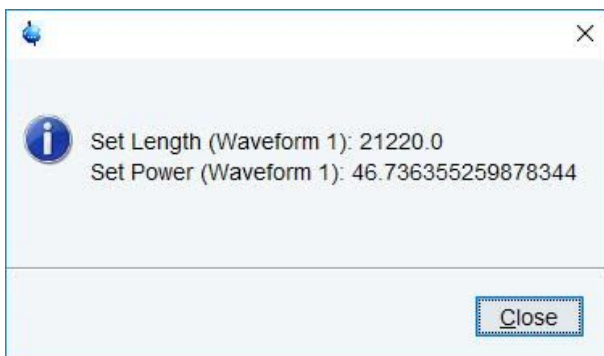 Set Length (Waveform 1): 21220.0
Set Power (Waveform 1): 46.736355259878344
Close